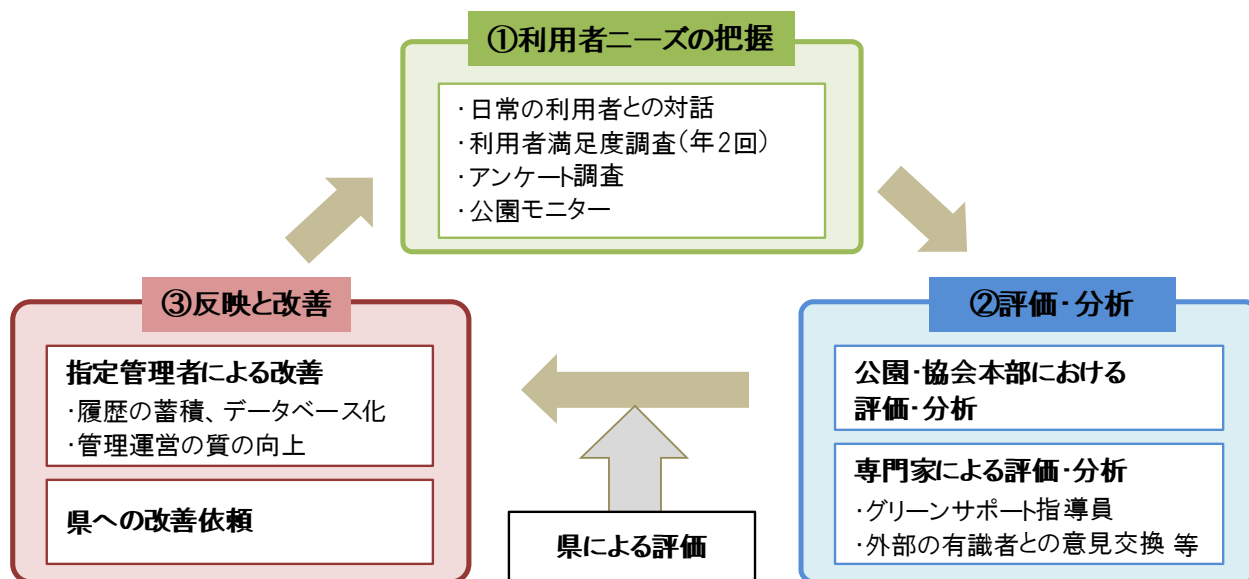 ①利用者ニーズの把握
・日常の利用者との対話
・利用者満足度調査(年2回)
・アンケート調査
・公園モニター
②評価・分析
公園・協会本部における
評価・分析
専門家による評価・分析
・グリーンサポート指導員
・外部の有識者との意見交換 等
県による評価
③反映と改善
指定管理者による改善
・履歴の蓄積、データベース化
・管理運営の質の向上
県への改善依頼